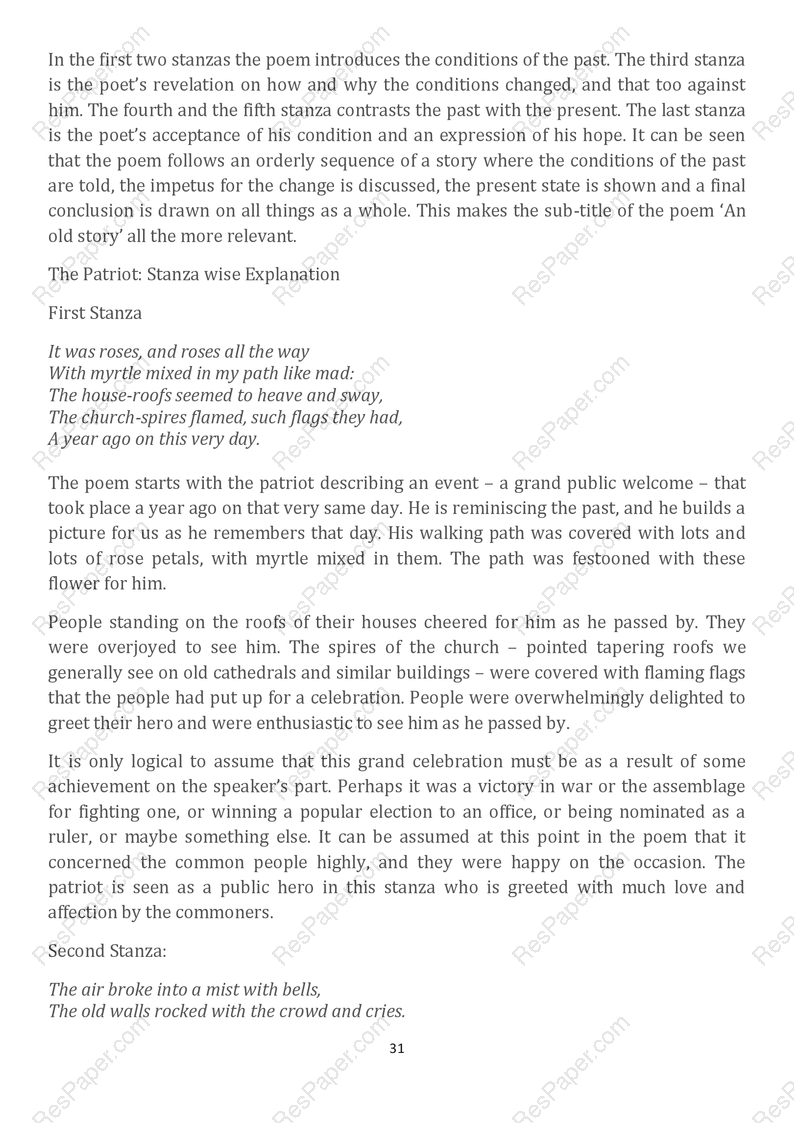 In the first two stanzas the poem introduces the conditions of the past. The third stanza
is the poet’s revelation on how and why the conditions changed, and that too against
him. The fourth and the fifth stanza contrasts the past with the present. The last stanza
is the poet’s acceptance of his condition and an expression of his hope. It can be seen
that the poem follows an orderly sequence of a story where the conditions of the past
are told, the impetus for the change is discussed, the present state is shown and a final
conclusion is drawn on all things as a whole. This makes the sub-title of the poem ‘An
old story’ all the more relevant.
The Patriot: Stanza wise Explanation
First Stanza
It was roses, and roses all the way
With myrtle mixed in my path like mad:
The house-roofs seemed to heave and sway,
The church-spires flamed, such flags they had,
A year ago on this very day.
The poem starts with the patriot describing an event – a grand public welcome – that
took place a year ago on that very same day. He is reminiscing the past, and he builds a
picture for us as he remembers that day. His walking path was covered with lots and
lots of rose petals, with myrtle mixed in them. The path was festooned with these
flower for him.
People standing on the roofs of their houses cheered for him as he passed by. They
were overjoyed to see him. The spires of the church – pointed tapering roofs we
generally see on old cathedrals and similar buildings – were covered with flaming flags
that the people had put up for a celebration. People were overwhelmingly delighted to
greet their hero and were enthusiastic to see him as he passed by.
It is only logical to assume that this grand celebration must be as a result of some
achievement on the speaker’s part. Perhaps it was a victory in war or the assemblage
for fighting one, or winning a popular election to an office, or being nominated as a
ruler, or maybe something else. It can be assumed at this point in the poem that it
concerned the common people highly, and they were happy on the occasion. The
patriot is seen as a public hero in this stanza who is greeted with much love and
affection by the commoners.
Second Stanza:
The air broke into a mist with bells,
The old walls rocked with the crowd and cries.
31
ResPaper.com